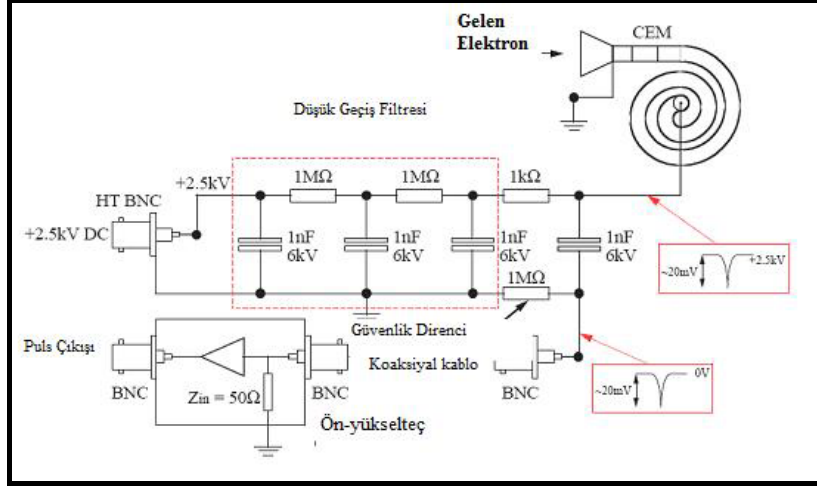 Gelen
Elektron
CEM
Düşük Geçiş Filtresi
+2.5kV
1MΩ
1MΩ
1kΩ
HT BNC
+2.5kV DC
1nF
6kV
1nF
6kV
1nF
6kV
1nF
6kV
~20mV
+2.5kV
1MΩ
Güvenlik Direnci
Puls Çıkışı
Koaksiyal kablo
BNC
BNC
BNC
Zin = 50Ω
~20mV
0V
Ön-yükselteç